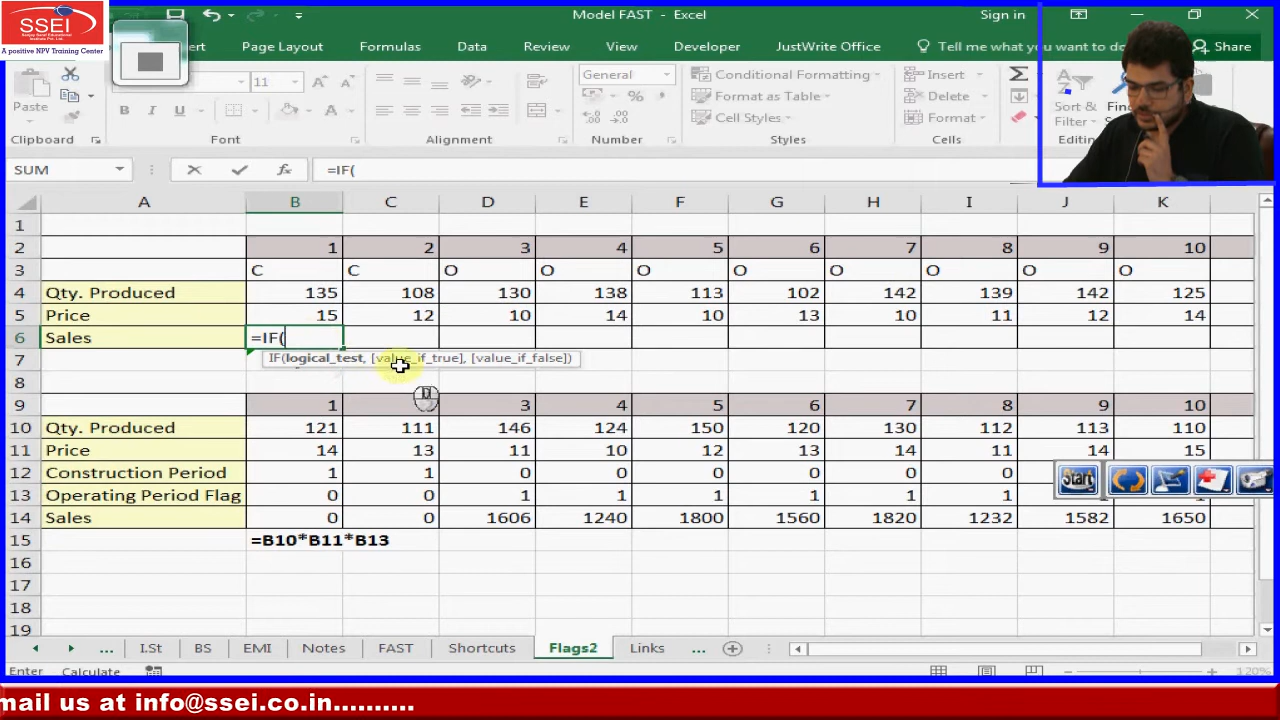 SSEI
Sanjay Saraf Educational
Institute Pvt. Ltd.
A positive NPV Training Center
Model FAST - Excel
Sign in
Page Layout
Formulas
Data
Review
View
Developer
JustWrite Office
Tell me what you want to do
Share
Paste
Clipboard
11
B I U
Font
Alignment
General
%
Number
Conditional Formatting
Format as Table
Cell Styles
Styles
Insert
Delete
Format
Cells
Sort &
Filter
SUM
=IF(
A B C D E F G H I J K
1
2 1 2 3 4 5 6 7 8 9 10
3 C C O O O O O O O O
4 Qty. Produced 135 108 130 138 113 102 142 139 142 125
5 Price 15 12 10 14 10 13 10 11 12 14
6 Sales =IF(
7 IF(logical_test, [value_if_true], [value_if_false])
8
9 1 3 4 5 6 7 8 9 10
10 Qty. Produced 121 111 146 124 150 120 130 112 113 110
11 Price 14 13 11 10 12 13 14 11 14 15
12 Construction Period 1 1 0 0 0 0 0 0
13 Operating Period Flag 0 0 1 1 1 1 1 1
14 Sales 0 0 1606 1240 1800 1560 1820 1232 1582 1650
15 =B10*B11*B13
16
17
18
19
Start
... I.St BS EMI Notes FAST Shortcuts Flags2 Links ...
Enter Calculate
120%
mail us at info@ssei.co.in..........